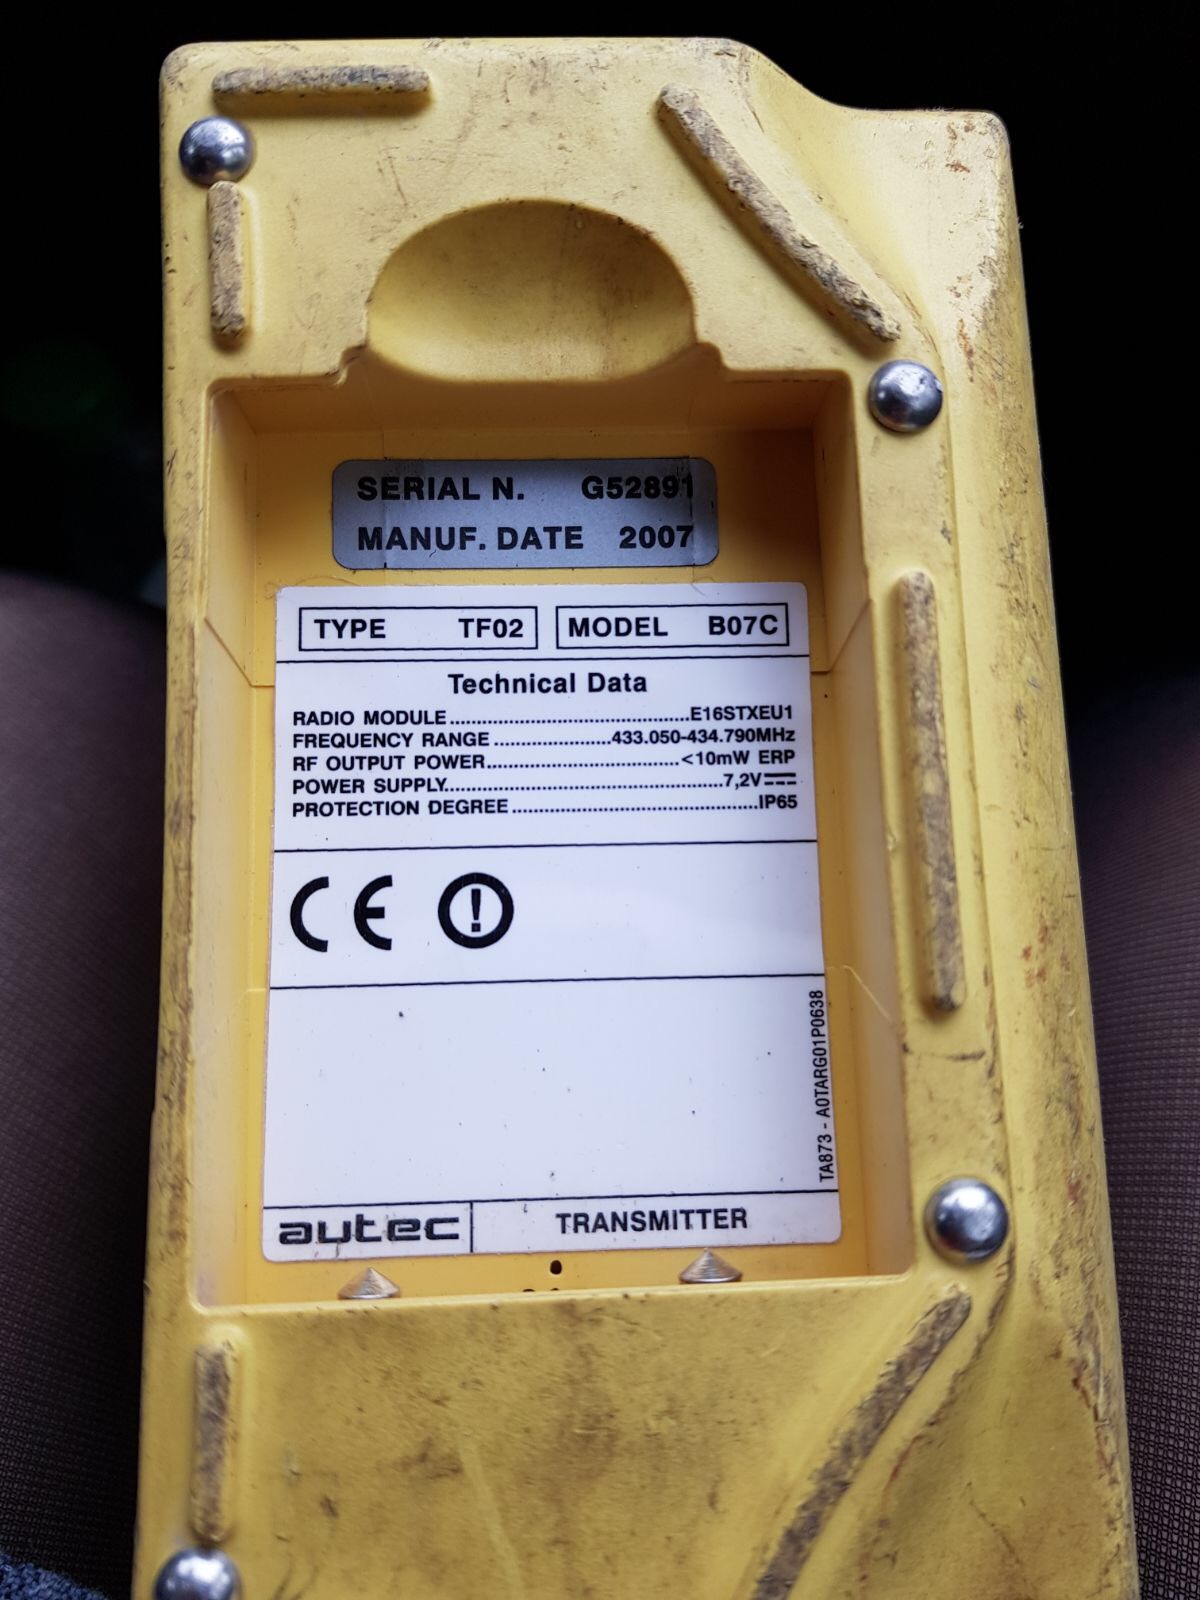 SERIAL N. G52891
MANUF. DATE 2007
TYPE TF02 MODEL B07C
Technical Data
RADIO MODULE........................................E16STXEU1
FREQUENCY RANGE.......................433.050-434.790MHz
RF OUTPUT POWER.................................<10mW ERP
POWER SUPPLY...............................................7,2V⎓
PROTECTION DEGREE..........................................IP65
CE !
TA873 - A0TARG01P0638
autec TRANSMITTER